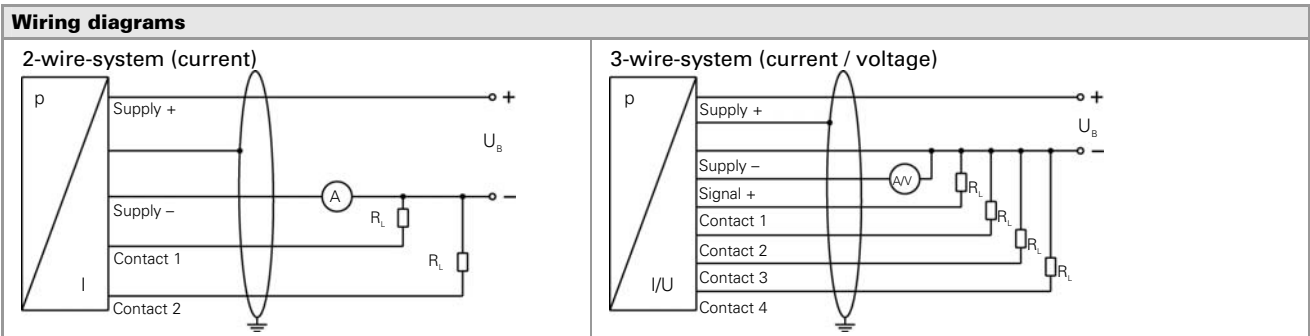 Wiring diagrams
2-wire-system (current)
p
Supply +
+
U_B
Supply –
A
–
R_L
Contact 1
R_L
I
Contact 2
3-wire-system (current / voltage)
p
Supply +
+
U_B
–
Supply –
A/V
Signal +
R_L
Contact 1
R_L
Contact 2
R_L
Contact 3
R_L
I/U
Contact 4